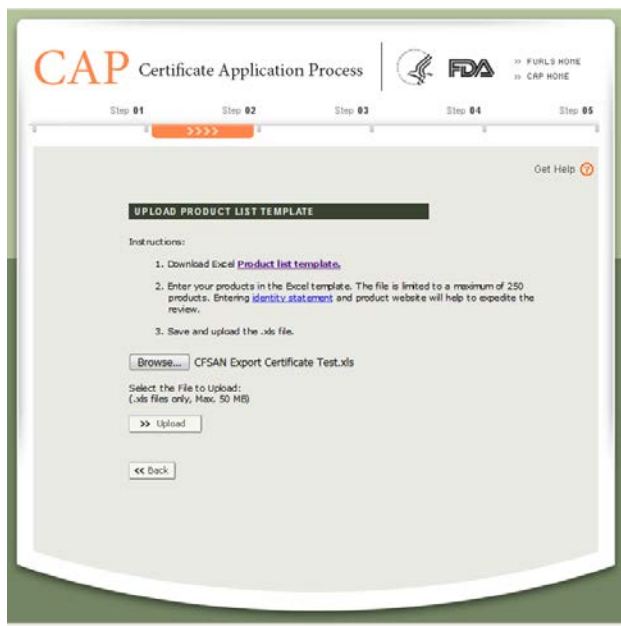 CAP Certificate Application Process
FDA
>> FURLS HOME
>> CAP HOME
Step 01 Step 02 Step 03 Step 04 Step 05
>>>>
Get Help ?
UPLOAD PRODUCT LIST TEMPLATE
Instructions:
1. Download Excel Product list template.
2. Enter your products in the Excel template. The file is limited to a maximum of 250
products. Entering identity statement and product website will help to expedite the
review.
3. Save and upload the .xls file.
Browse... CFSAN Export Certificate Test.xls
Select the File to Upload:
(.xls files only, Max. 50 MB)
>> Upload
<< Back